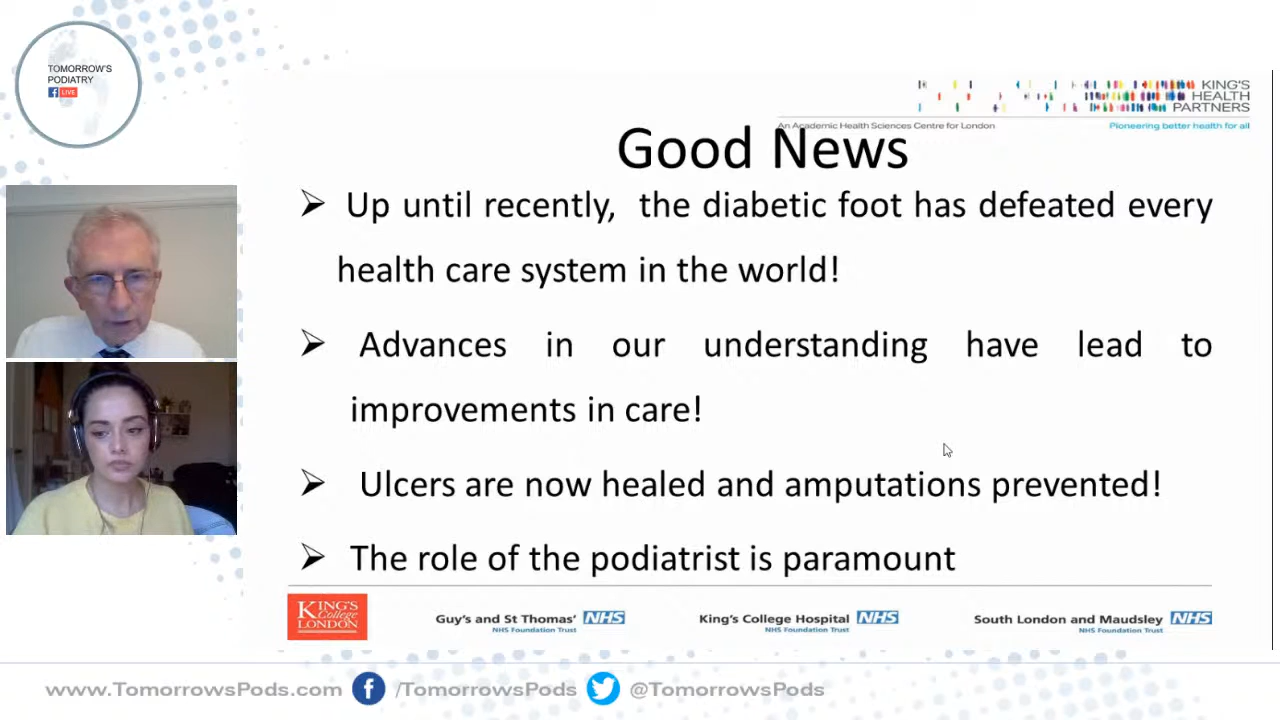 TOMORROW'S
PODIATRY
f LIVE
KING'S
HEALTH
PARTNERS
An Academic Health Sciences Centre for London
Pioneering better health for all
Good News
Up until recently, the diabetic foot has defeated every
health care system in the world!
Advances in our understanding have lead to
improvements in care!
Ulcers are now healed and amputations prevented!
The role of the podiatrist is paramount
KING'S
College
LONDON
Guy's and St Thomas' NHS
NHS Foundation Trust
King's College Hospital NHS
NHS Foundation Trust
South London and Maudsley NHS
NHS Foundation Trust
www.TomorrowsPods.com f /TomorrowsPods @TomorrowsPods